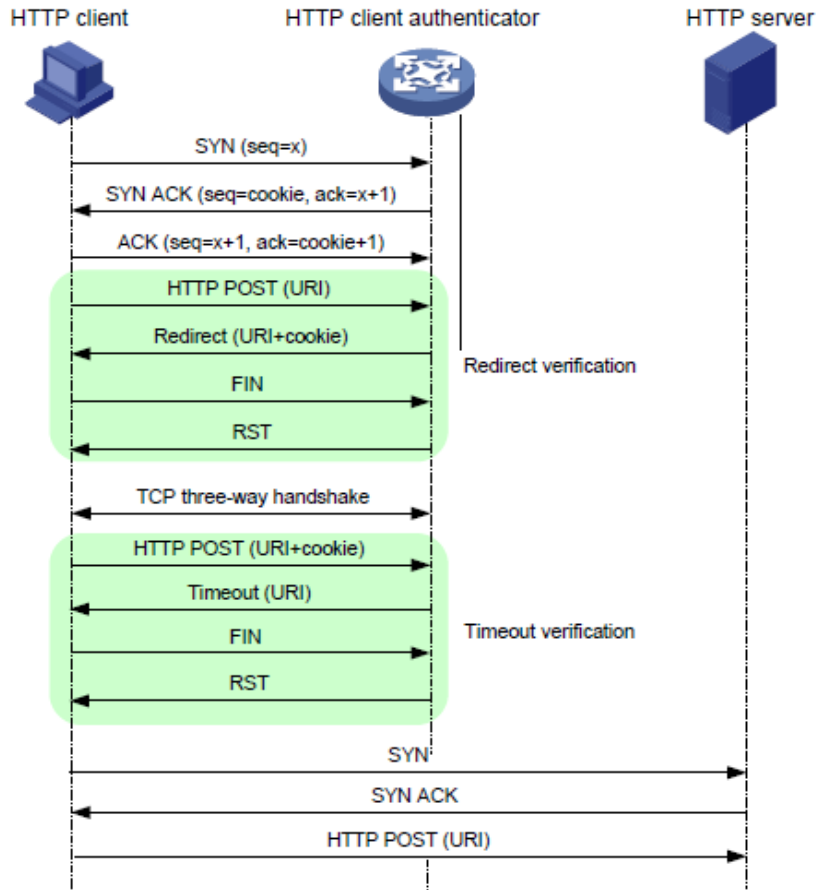 HTTP client
HTTP client authenticator
HTTP server
SYN (seq=x)
SYN ACK (seq=cookie, ack=x+1)
ACK (seq=x+1, ack=cookie+1)
HTTP POST (URI)
Redirect (URI+cookie)
Redirect verification
FIN
RST
TCP three-way handshake
HTTP POST (URI+cookie)
Timeout (URI)
FIN
Timeout verification
RST
SYN
SYN ACK
HTTP POST (URI)